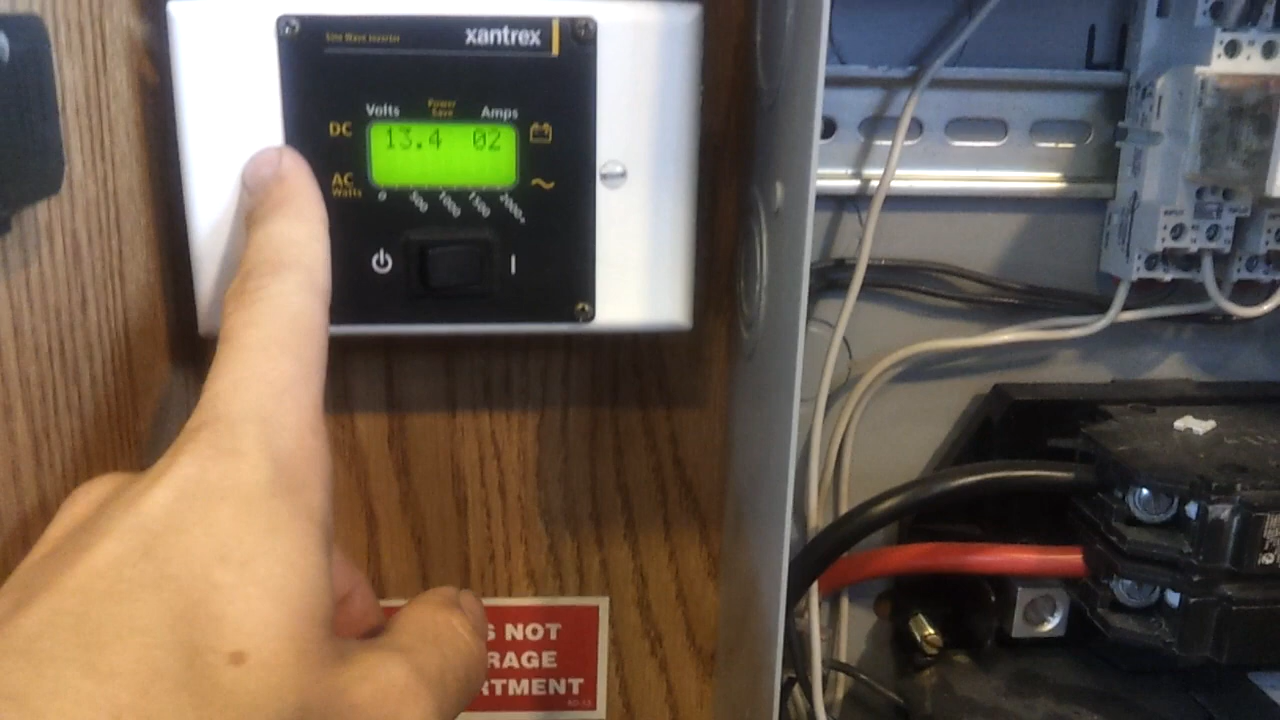 Sine Wave Inverter xantrex
Volts Power Save Amps
DC 13.4 02
AC Watts
0 500 1000 1500 2000+
S NOT
RAGE
RTMENT